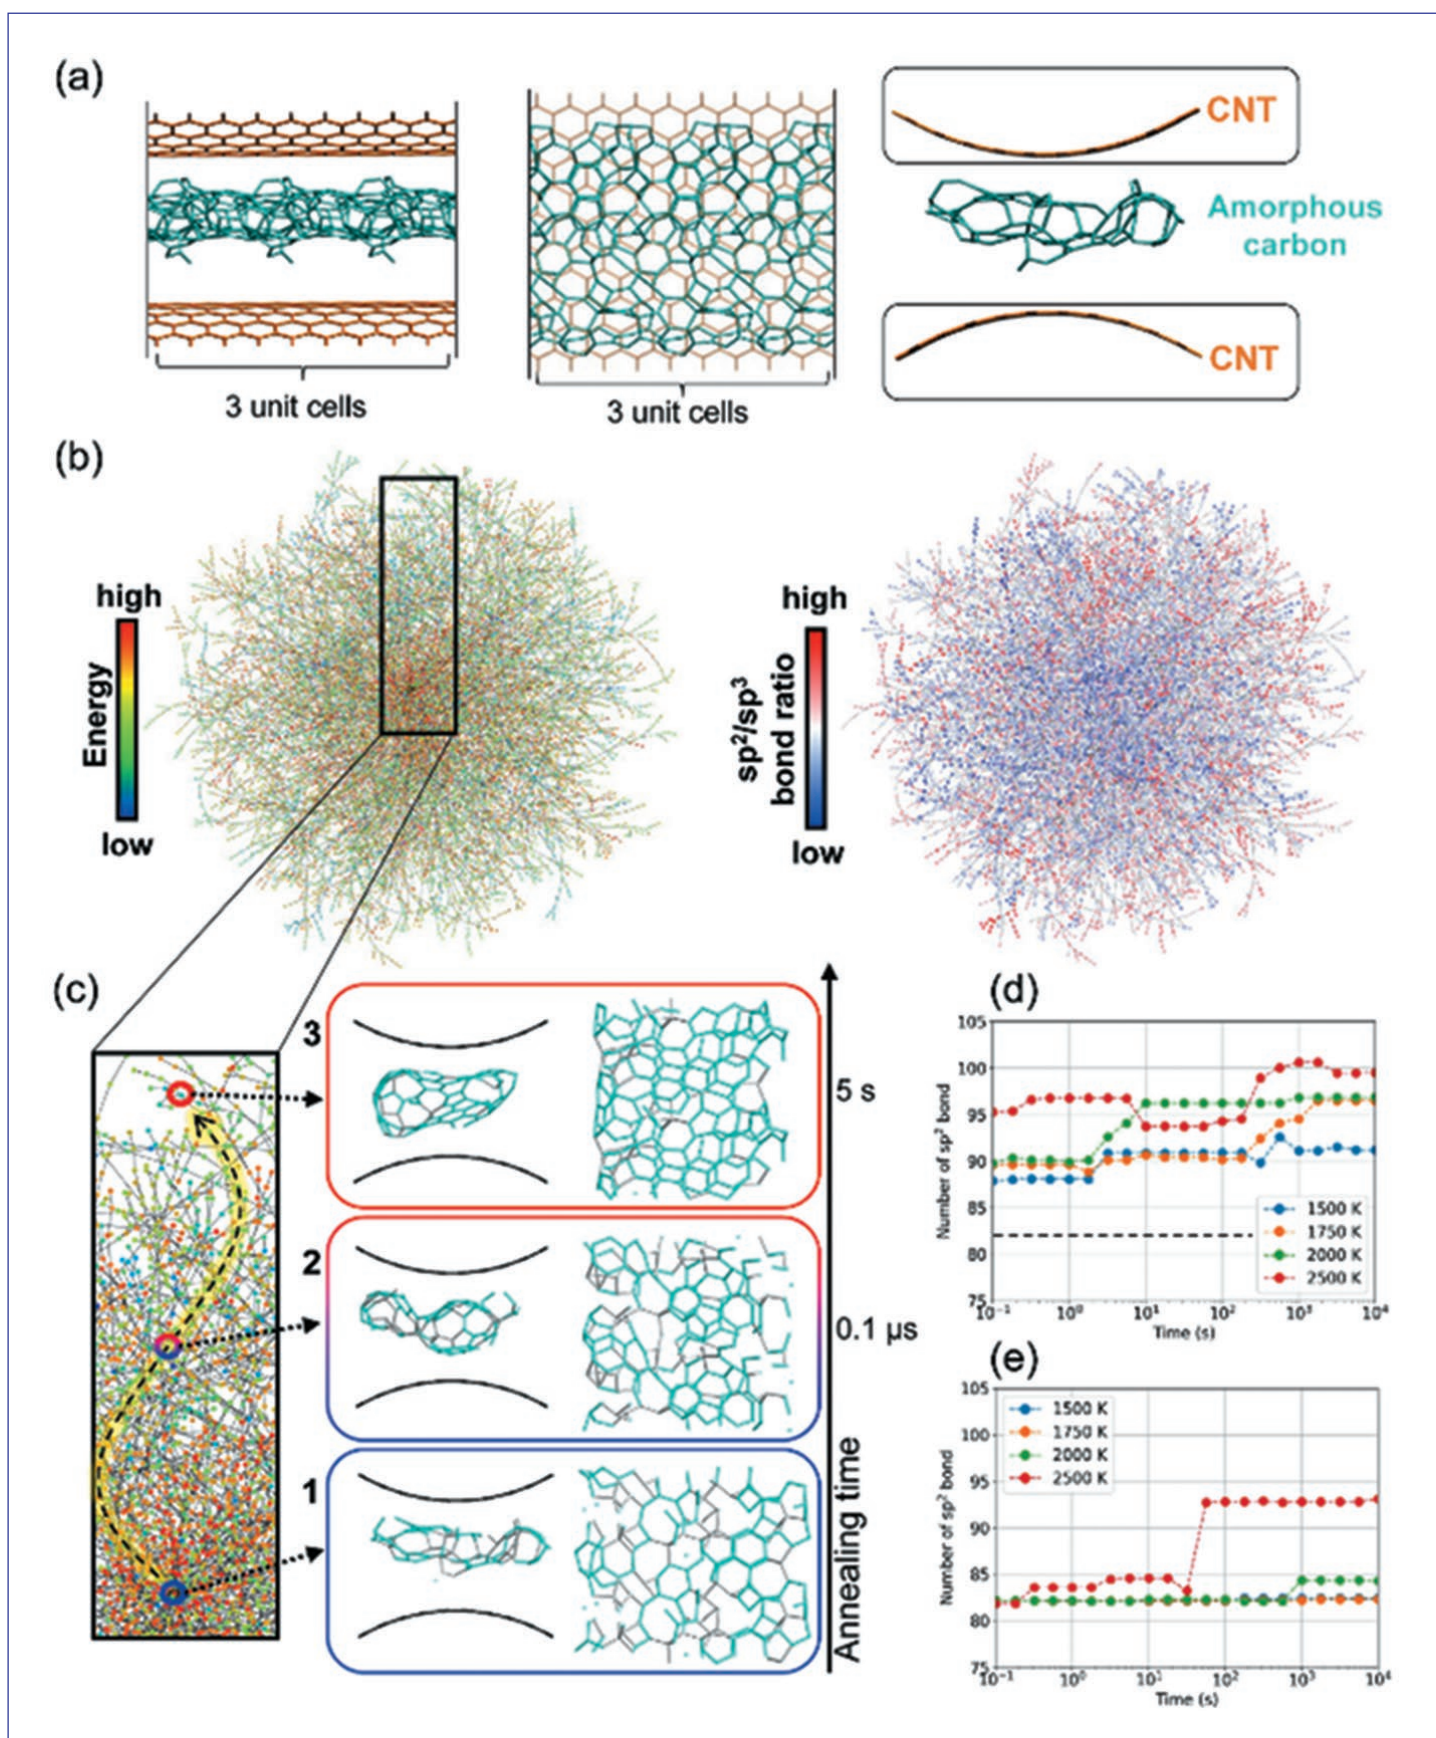 (a)
CNT
Amorphous
carbon
CNT
3 unit cells
3 unit cells
(b)
high
Energy
low
high
sp²/sp³
bond ratio
low
(c)
3
5 s
2
0.1 µs
1
Annealing time
(d)
105
100
95
90
85
80
75
Number of sp² bond
1500 K
1750 K
2000 K
2500 K
10⁻¹ 10⁰ 10¹ 10² 10³ 10⁴
Time (s)
(e)
105
100
95
90
85
80
75
Number of sp² bond
1500 K
1750 K
2000 K
2500 K
10⁻¹ 10⁰ 10¹ 10² 10³ 10⁴
Time (s)